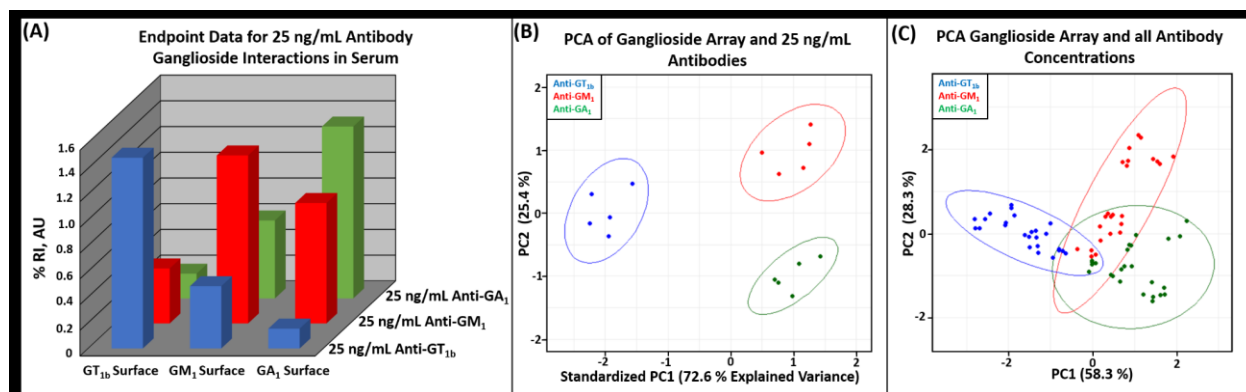 (A)
Endpoint Data for 25 ng/mL Antibody
Ganglioside Interactions in Serum
1.6
1.4
1.2
1.0
0.8
0.6
0.4
0.2
0
% RI, AU
25 ng/mL Anti-GA₁
25 ng/mL Anti-GM₁
25 ng/mL Anti-GT₁b
GT₁b Surface GM₁ Surface GA₁ Surface
(B)
PCA of Ganglioside Array and 25 ng/mL
Antibodies
Anti-GT₁b
Anti-GM₁
Anti-GA₁
2
1
0
-1
-2
PC2 (25.4 %)
-2 -1 0 1 2
Standardized PC1 (72.6 % Explained Variance)
(C)
PCA Ganglioside Array and all Antibody
Concentrations
Anti-GT₁b
Anti-GM₁
Anti-GA₁
2
0
-2
PC2 (28.3 %)
-2 0 2
PC1 (58.3 %)